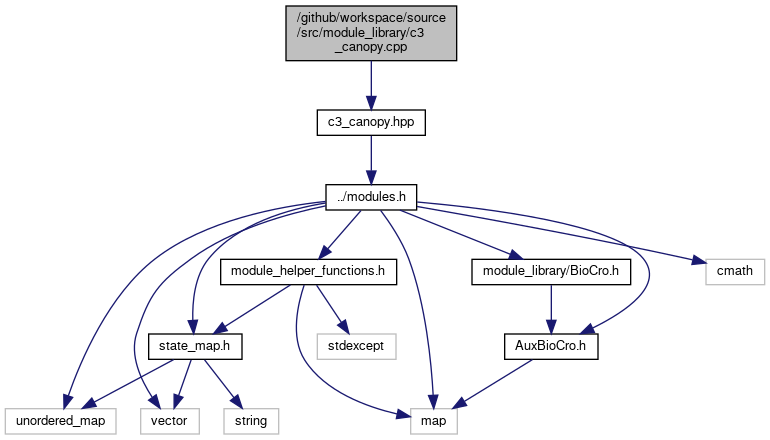 /github/workspace/source
/src/module_library/c3
_canopy.cpp
c3_canopy.hpp
../modules.h
module_helper_functions.h
module_library/BioCro.h
cmath
state_map.h
stdexcept
AuxBioCro.h
unordered_map
vector
string
map